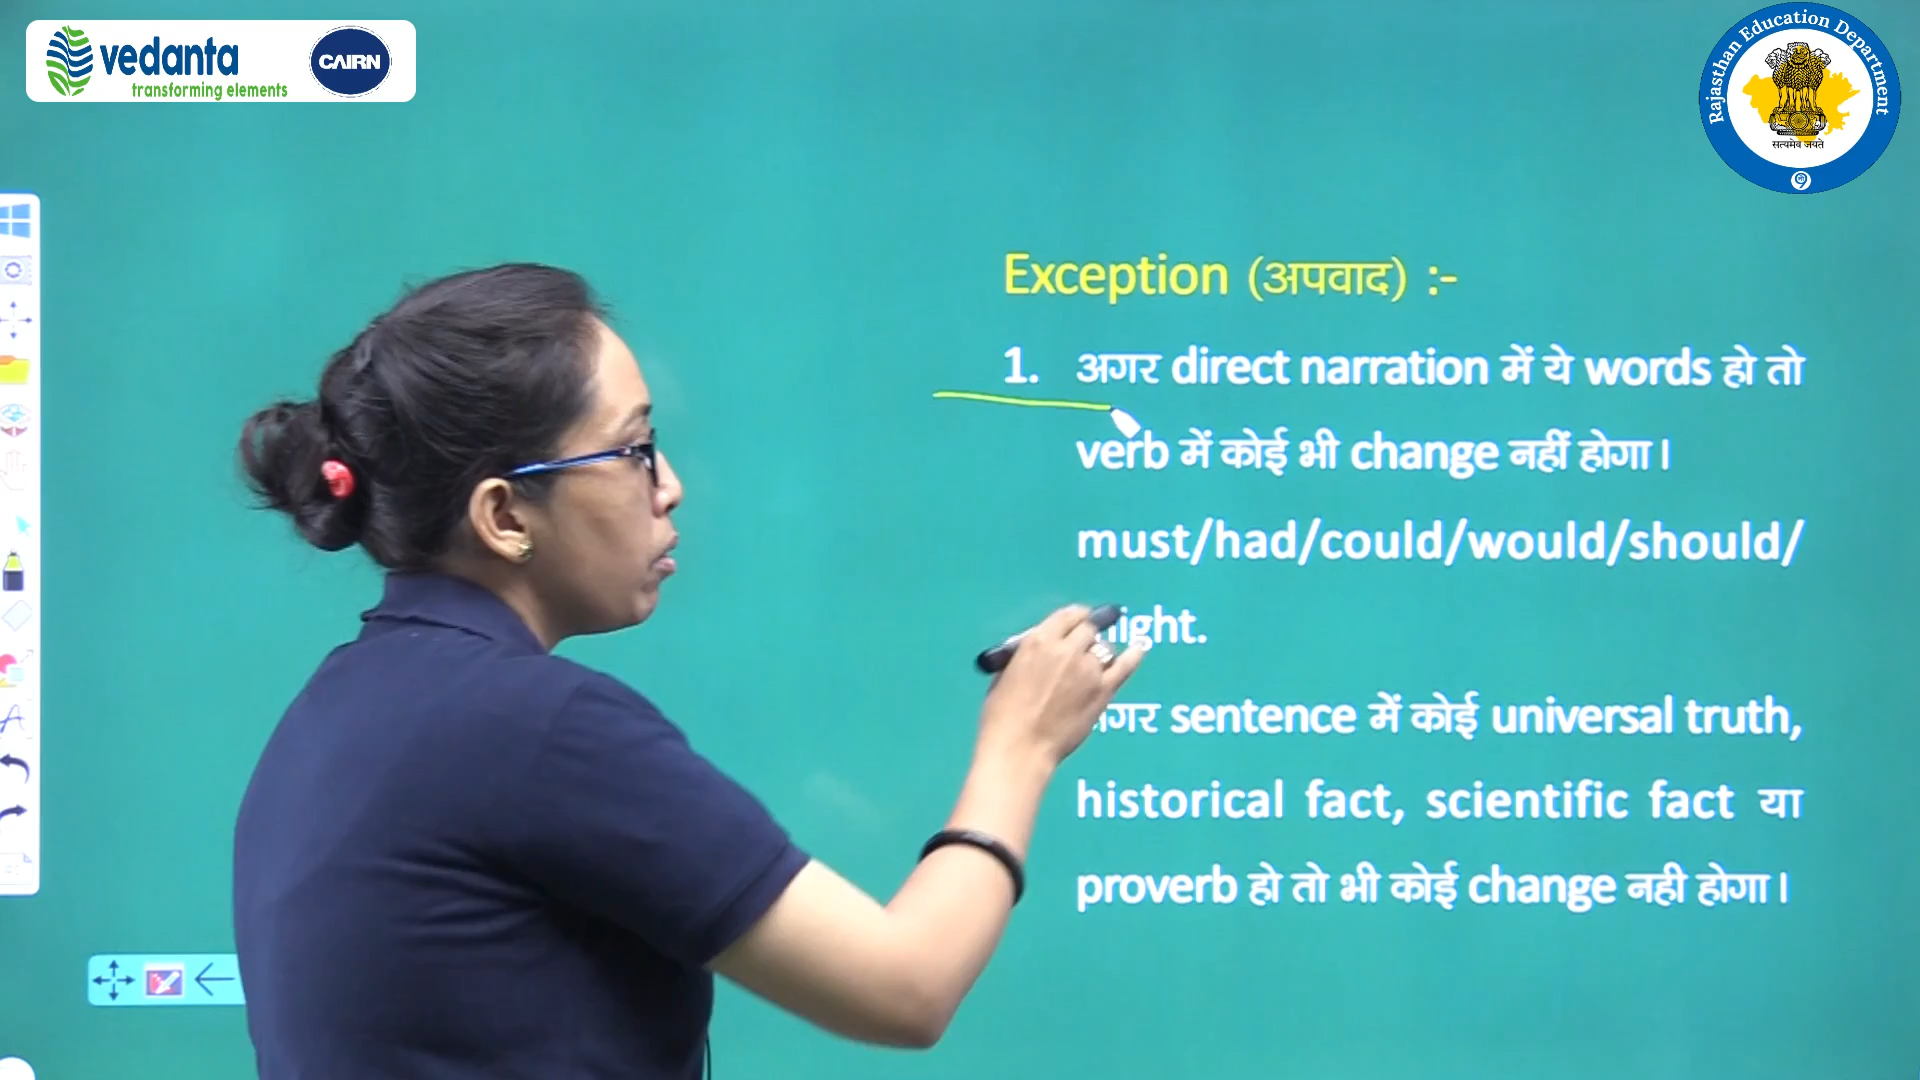 vedanta
transforming elements
CAIRN
Rajasthan Education Department
सत्यमेव जयते
Exception (अपवाद) :-
1. अगर direct narration में ये words हो तो
verb में कोई भी change नहीं होगा।
must/had/could/would/should/
गर sentence में कोई universal truth,
historical fact, scientific fact या
proverb हो तो भी कोई change नही होगा।